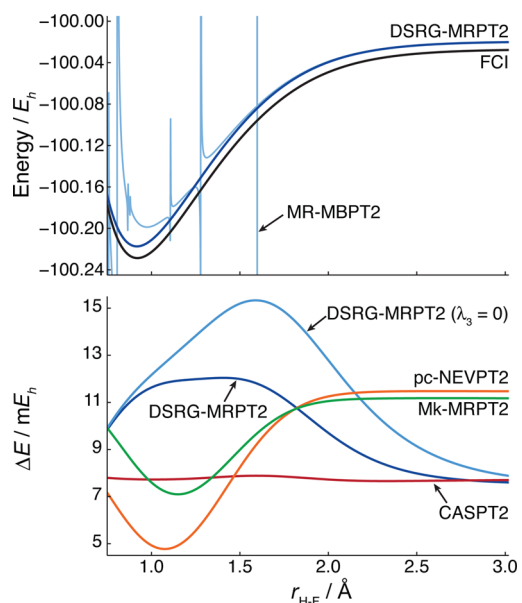 Energy / Eₕ
−100.00
−100.04
−100.08
−100.12
−100.16
−100.20
−100.24
DSRG-MRPT2
FCI
MR-MBPT2
ΔE / mEₕ
15
13
11
9
7
5
DSRG-MRPT2 (λ₃ = 0)
DSRG-MRPT2
pc-NEVPT2
Mk-MRPT2
CASPT2
1.0 1.5 2.0 2.5 3.0
r_H-F / Å